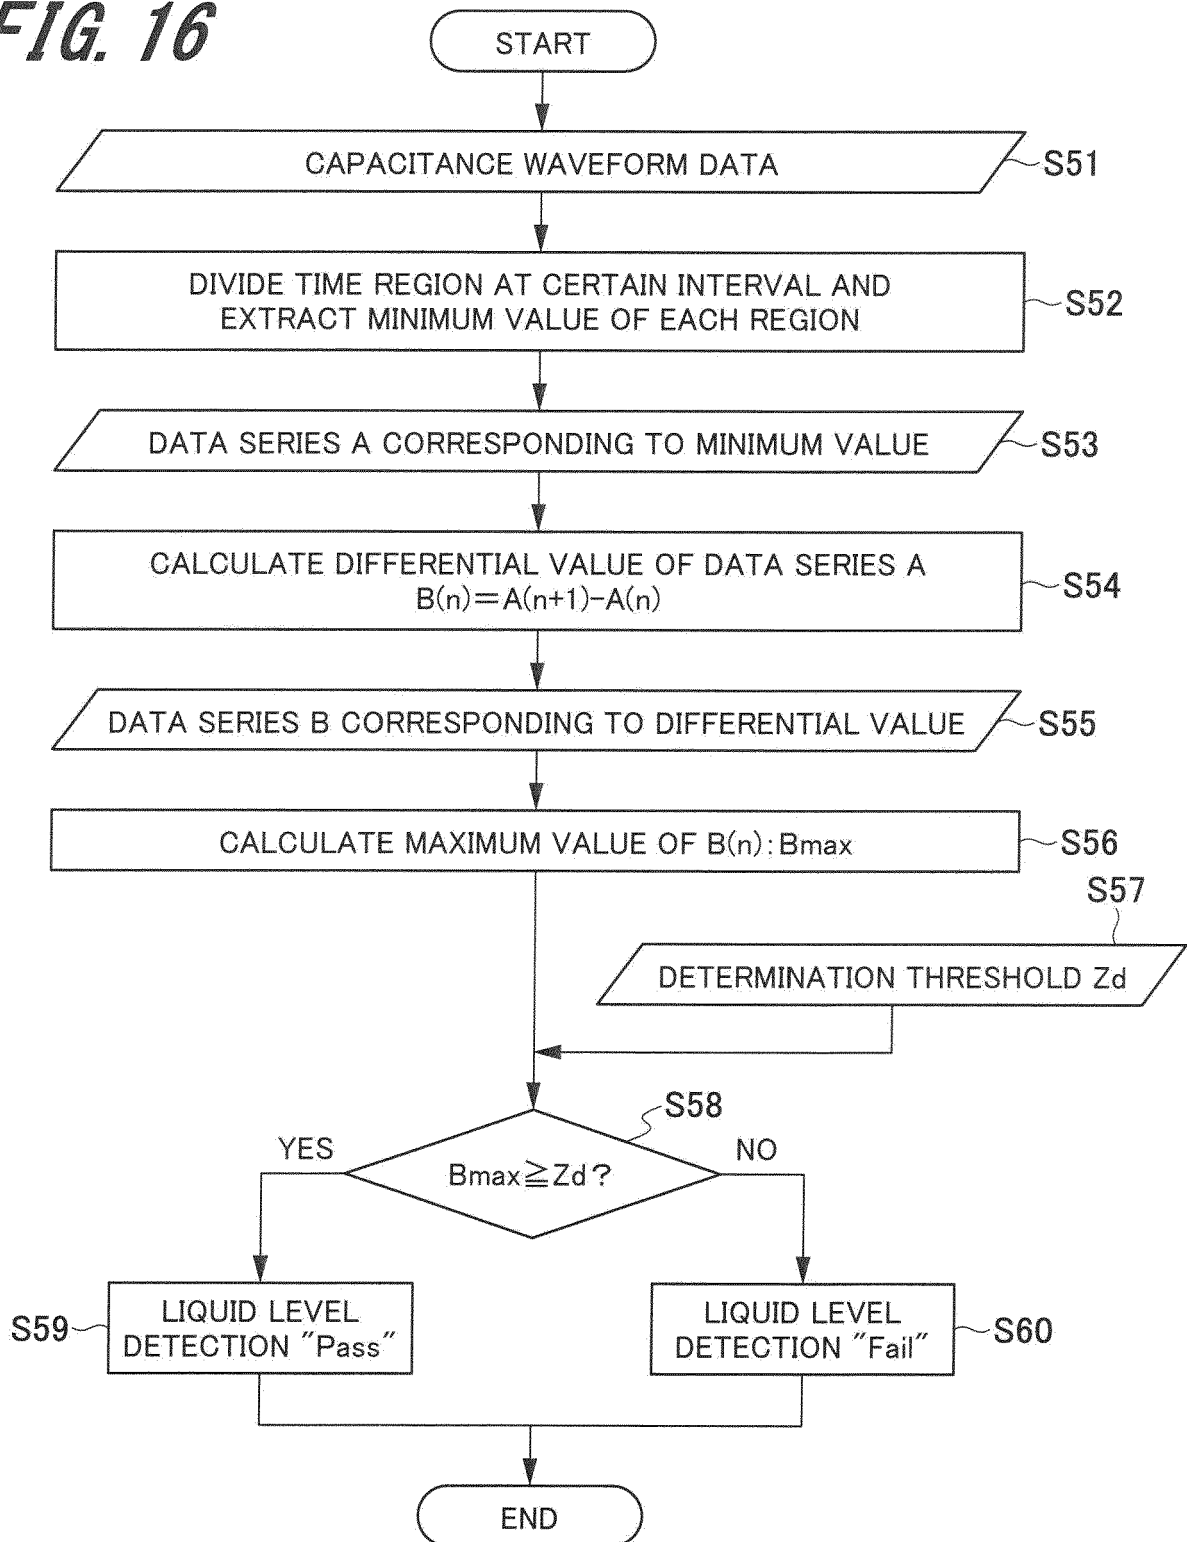 FIG. 16
START
CAPACITANCE WAVEFORM DATA
S51
DIVIDE TIME REGION AT CERTAIN INTERVAL AND
EXTRACT MINIMUM VALUE OF EACH REGION
S52
DATA SERIES A CORRESPONDING TO MINIMUM VALUE
S53
CALCULATE DIFFERENTIAL VALUE OF DATA SERIES A
B(n)=A(n+1)-A(n)
S54
DATA SERIES B CORRESPONDING TO DIFFERENTIAL VALUE
S55
CALCULATE MAXIMUM VALUE OF B(n):Bmax
S56
S57
DETERMINATION THRESHOLD Zd
S58
YES
Bmax≧Zd?
NO
S59
LIQUID LEVEL
DETECTION "Pass"
LIQUID LEVEL
DETECTION "Fail"
S60
END